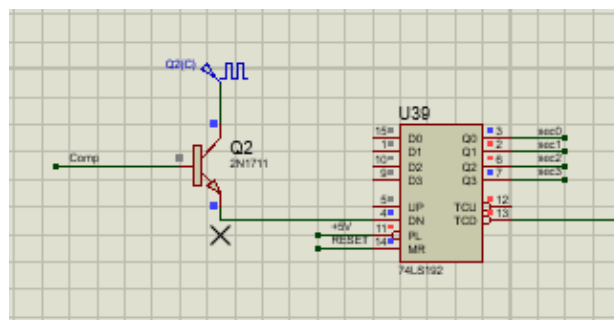 Q2(C)
U39
Q2
2N1711
Comp
15 D0 Q0 3 sec0
1 D1 Q1 2 sec1
10 D2 Q2 6 sec2
9 D3 Q3 7 sec3
5 UP TCU 12
4 DN TCD 13
+5V 11 PL
RESET 14 MR
74LS192